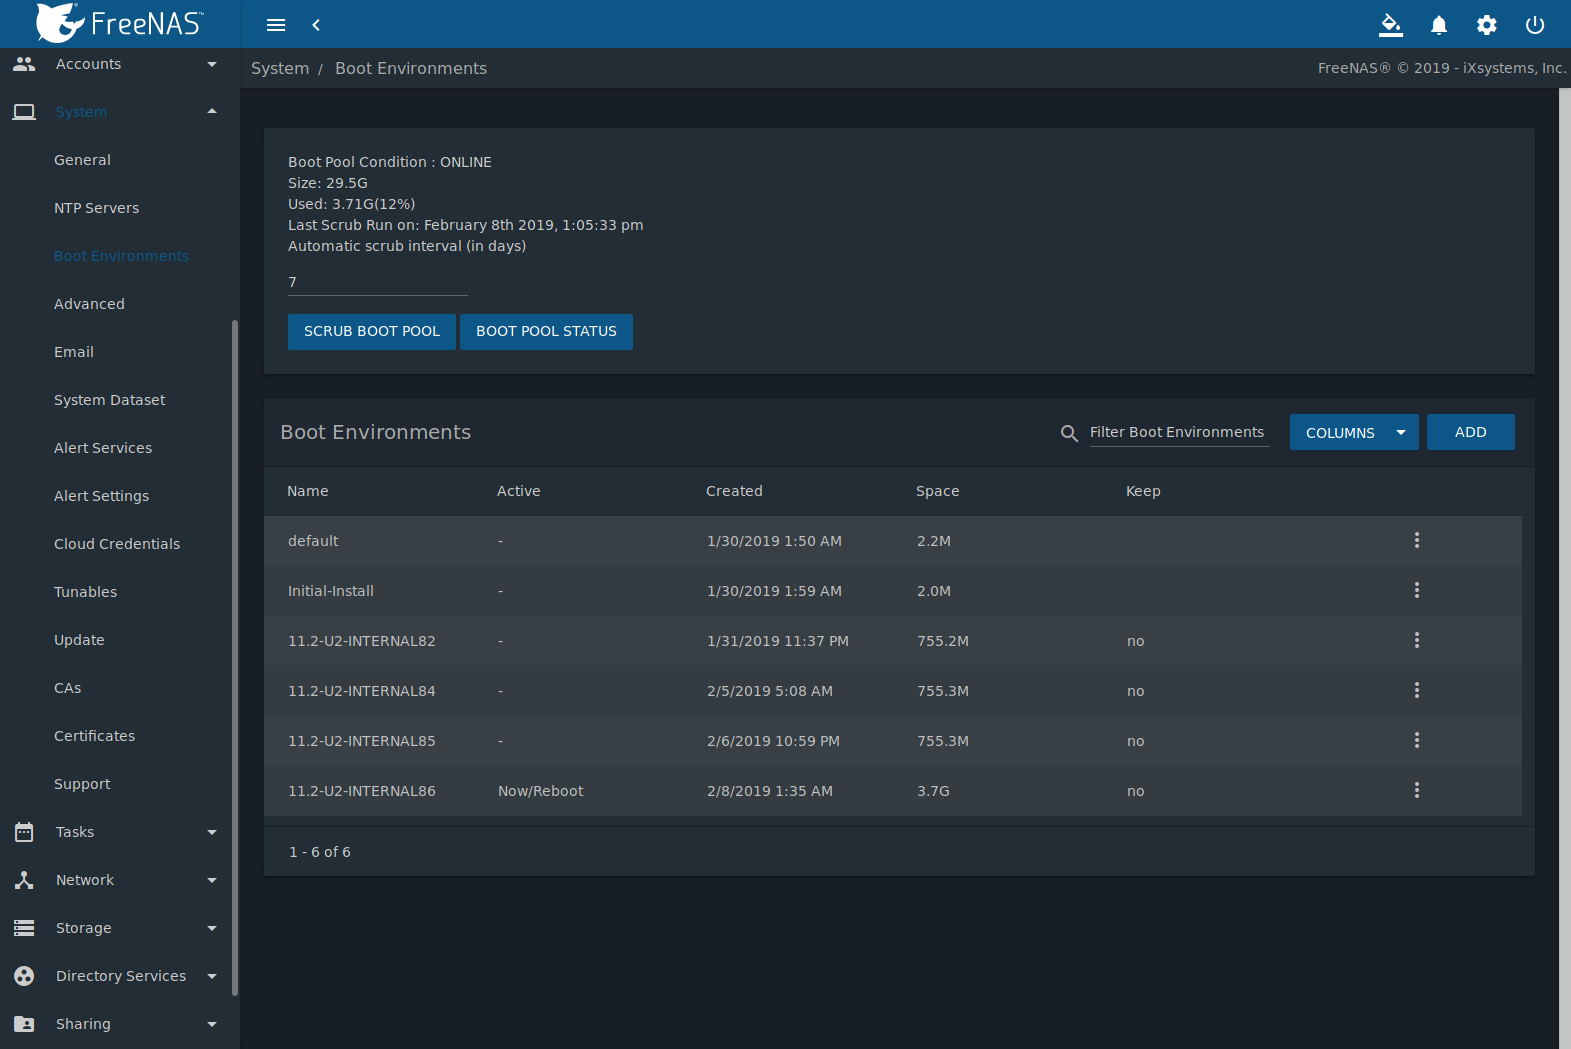 FreeNAS™
Accounts
System
General
NTP Servers
Boot Environments
Advanced
Email
System Dataset
Alert Services
Alert Settings
Cloud Credentials
Tunables
Update
CAs
Certificates
Support
Tasks
Network
Storage
Directory Services
Sharing
System / Boot Environments
FreeNAS® © 2019 - iXsystems, Inc.
Boot Pool Condition : ONLINE
Size: 29.5G
Used: 3.71G(12%)
Last Scrub Run on: February 8th 2019, 1:05:33 pm
Automatic scrub interval (in days)
7
SCRUB BOOT POOL BOOT POOL STATUS
Boot Environments Filter Boot Environments COLUMNS ADD
Name Active Created Space Keep
default - 1/30/2019 1:50 AM 2.2M
Initial-Install - 1/30/2019 1:59 AM 2.0M
11.2-U2-INTERNAL82 - 1/31/2019 11:37 PM 755.2M no
11.2-U2-INTERNAL84 - 2/5/2019 5:08 AM 755.3M no
11.2-U2-INTERNAL85 - 2/6/2019 10:59 PM 755.3M no
11.2-U2-INTERNAL86 Now/Reboot 2/8/2019 1:35 AM 3.7G no
1 - 6 of 6